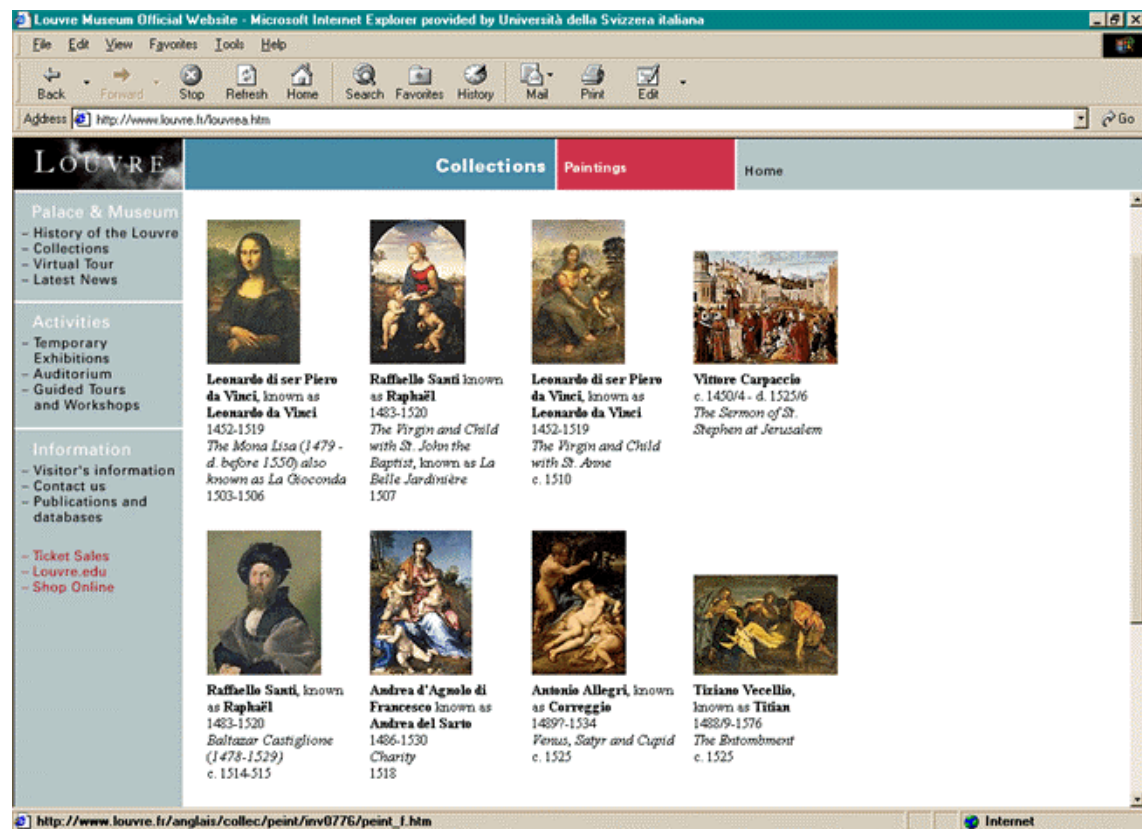 Louvre Museum Official Website - Microsoft Internet Explorer provided by Università della Svizzera italiana
File Edit View Favorites Tools Help
Back Forward Stop Refresh Home Search Favorites History Mail Print Edit
Address http://www.louvre.fr/louvrea.htm Go
LOUVRE
Collections Paintings Home
Palace & Museum
– History of the Louvre
– Collections
– Virtual Tour
– Latest News
Activities
– Temporary
Exhibitions
– Auditorium
– Guided Tours
and Workshops
Information
– Visitor's information
– Contact us
– Publications and
databases
– Ticket Sales
– Louvre.edu
– Shop Online
Leonardo di ser Piero
da Vinci, known as
Leonardo da Vinci
1452-1519
The Mona Lisa (1479 -
d. before 1550) also
known as La Gioconda
1503-1506
Raffaello Santi known
as Raphaël
1483-1520
The Virgin and Child
with St. John the
Baptist, known as La
Belle Jardinière
1507
Leonardo di ser Piero
da Vinci, known as
Leonardo da Vinci
1452-1519
The Virgin and Child
with St. Anne
c. 1510
Vittore Carpaccio
c. 1450/4 - d. 1525/6
The Sermon of St.
Stephen at Jerusalem
Raffaello Santi, known
as Raphaël
1483-1520
Baltazar Castiglione
(1478-1529)
c. 1514-515
Andrea d'Agnolo di
Francesco known as
Andrea del Sarto
1486-1530
Charity
1518
Antonio Allegri, known
as Correggio
1489?-1534
Venus, Satyr and Cupid
c. 1525
Tiziano Vecellio,
known as Titian
1488/9-1576
The Entombment
c. 1525
http://www.louvre.fr/anglais/collec/peint/inv0776/peint_f.htm Internet